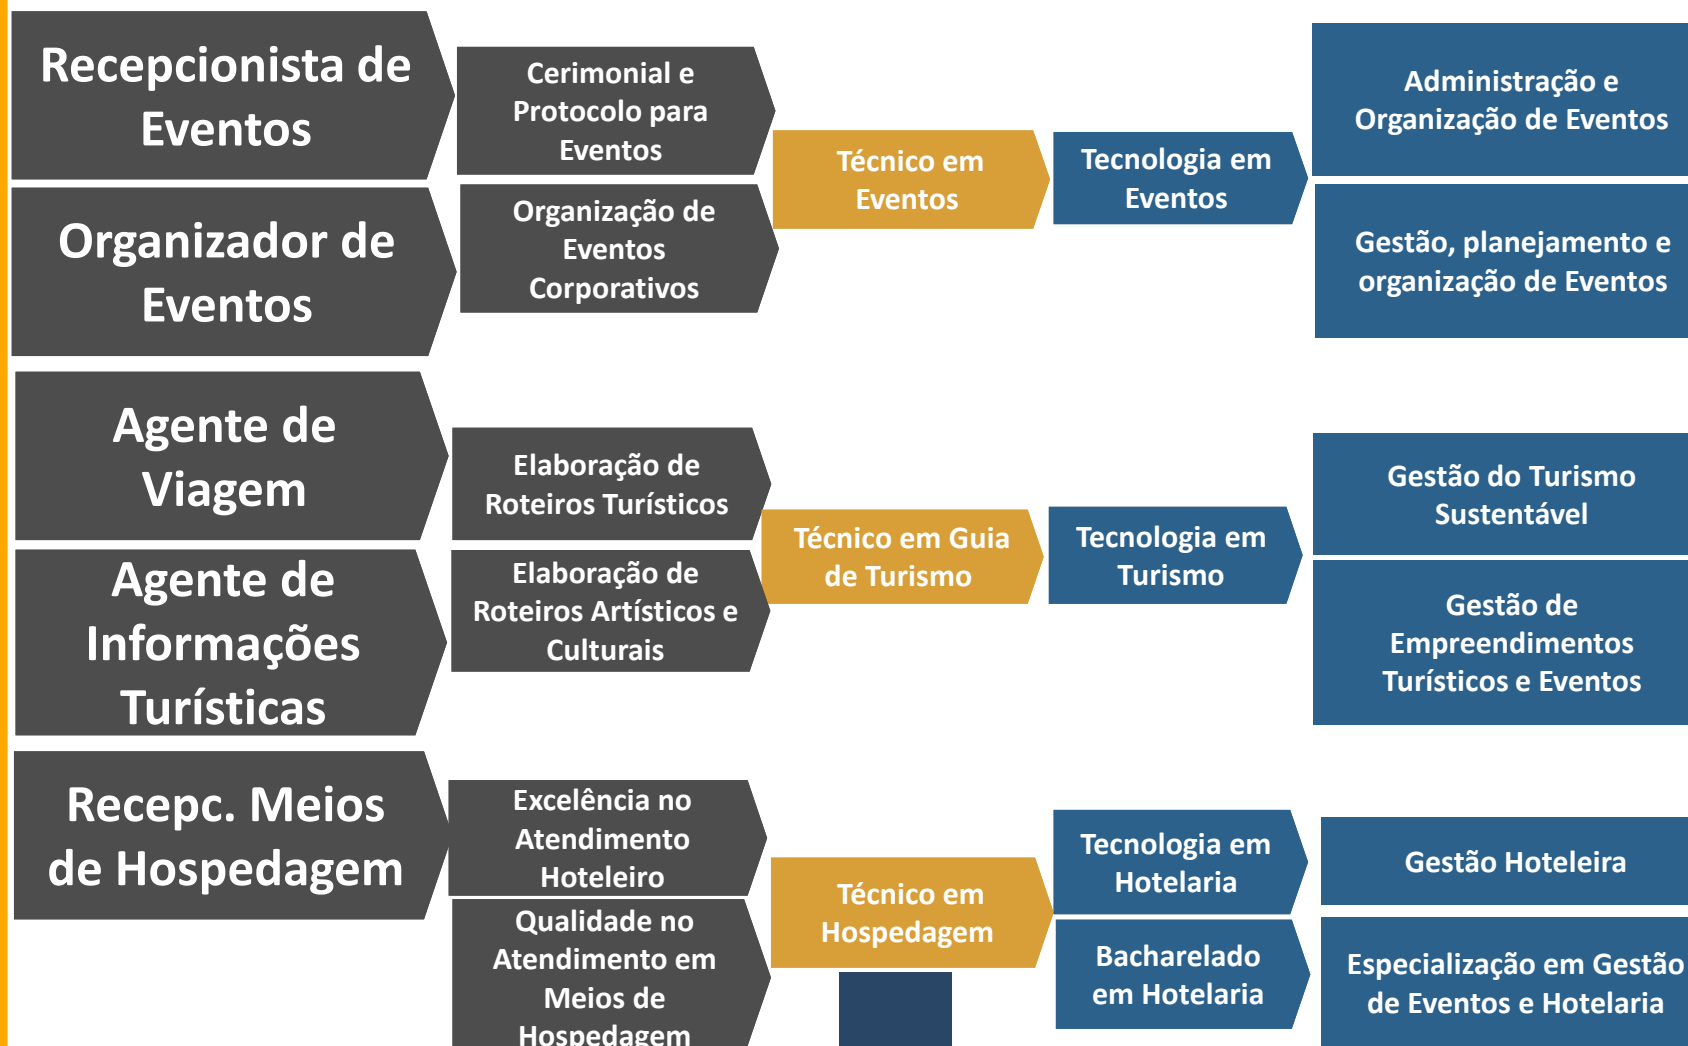 Recepcionista de
Eventos
Cerimonial e
Protocolo para
Eventos
Organizador de
Eventos
Organização de
Eventos
Corporativos
Técnico em
Eventos
Tecnologia em
Eventos
Administração e
Organização de Eventos
Gestão, planejamento e
organização de Eventos
Agente de
Viagem
Elaboração de
Roteiros Turísticos
Agente de
Informações
Turísticas
Elaboração de
Roteiros Artísticos e
Culturais
Técnico em Guia
de Turismo
Tecnologia em
Turismo
Gestão do Turismo
Sustentável
Gestão de
Empreendimentos
Turísticos e Eventos
Recepc. Meios
de Hospedagem
Excelência no
Atendimento
Hoteleiro
Qualidade no
Atendimento em
Meios de
Hospedagem
Técnico em
Hospedagem
Tecnologia em
Hotelaria
Bacharelado
em Hotelaria
Gestão Hoteleira
Especialização em Gestão
de Eventos e Hotelaria